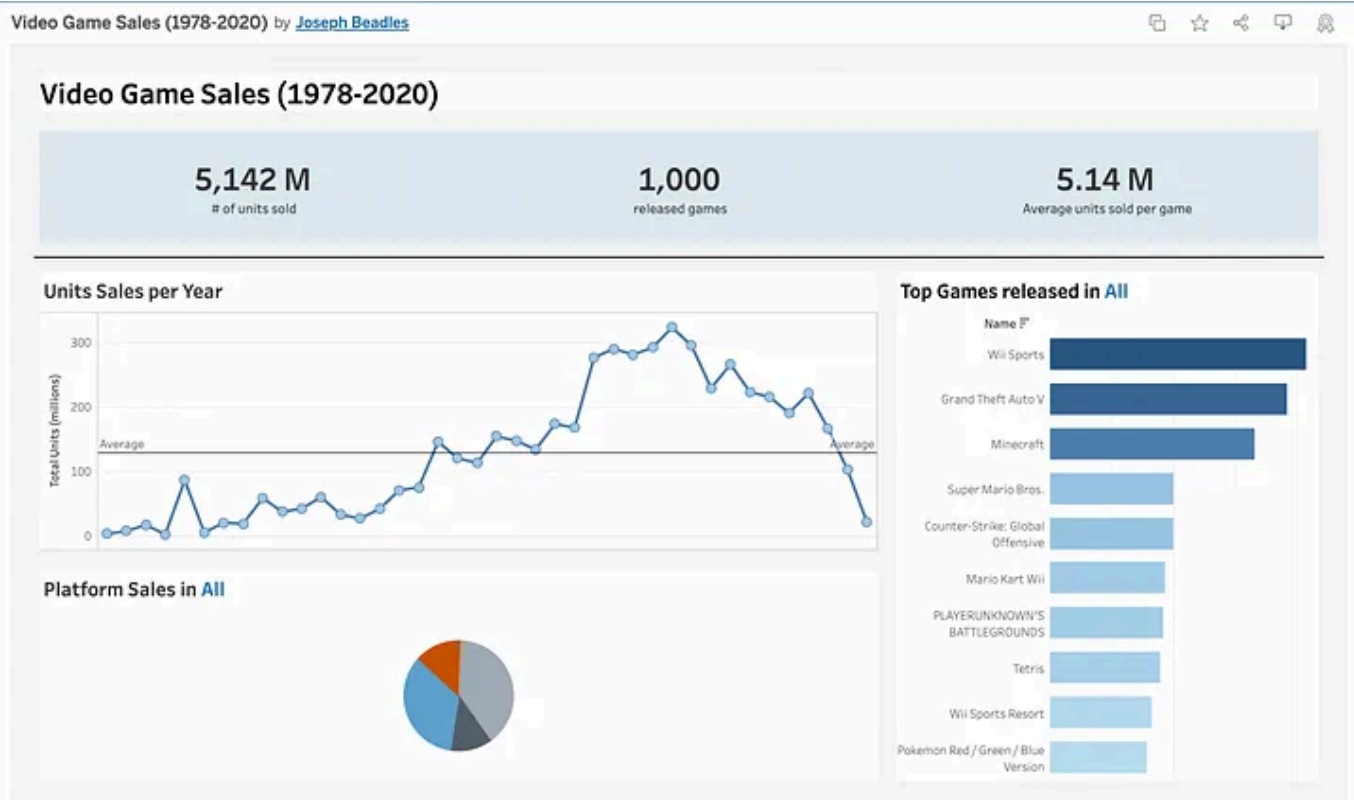 Video Game Sales (1978-2020) by Joseph Beadles
Video Game Sales (1978-2020)
5,142 M
# of units sold
1,000
released games
5.14 M
Average units sold per game
Units Sales per Year
Total Units (millions)
300
200
100
0
Average
Average
Platform Sales in All
Top Games released in All
Name
Wii Sports
Grand Theft Auto V
Minecraft
Super Mario Bros.
Counter-Strike: Global
Offensive
Mario Kart Wii
PLAYERUNKNOWN'S
BATTLEGROUNDS
Tetris
Wii Sports Resort
Pokemon Red / Green / Blue
Version